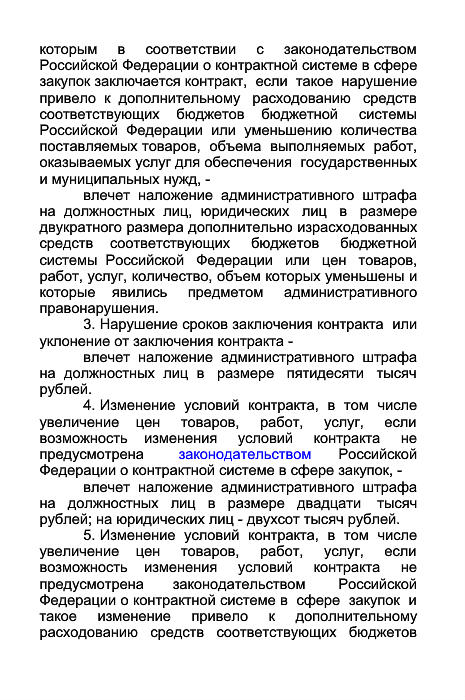 которым в соответствии с законодательством
Российской Федерации о контрактной системе в сфере
закупок заключается контракт, если такое нарушение
привело к дополнительному расходованию средств
соответствующих бюджетов бюджетной системы
Российской Федерации или уменьшению количества
поставляемых товаров, объема выполняемых работ,
оказываемых услуг для обеспечения государственных
и муниципальных нужд, -
влечет наложение административного штрафа
на должностных лиц, юридических лиц в размере
двукратного размера дополнительно израсходованных
средств соответствующих бюджетов бюджетной
системы Российской Федерации или цен товаров,
работ, услуг, количество, объем которых уменьшены и
которые явились предметом административного
правонарушения.
3. Нарушение сроков заключения контракта или
уклонение от заключения контракта -
влечет наложение административного штрафа
на должностных лиц в размере пятидесяти тысяч
рублей.
4. Изменение условий контракта, в том числе
увеличение цен товаров, работ, услуг, если
возможность изменения условий контракта не
предусмотрена законодательством Российской
Федерации о контрактной системе в сфере закупок, -
влечет наложение административного штрафа
на должностных лиц в размере двадцати тысяч
рублей; на юридических лиц - двухсот тысяч рублей.
5. Изменение условий контракта, в том числе
увеличение цен товаров, работ, услуг, если
возможность изменения условий контракта не
предусмотрена законодательством Российской
Федерации о контрактной системе в сфере закупок и
такое изменение привело к дополнительному
расходованию средств соответствующих бюджетов